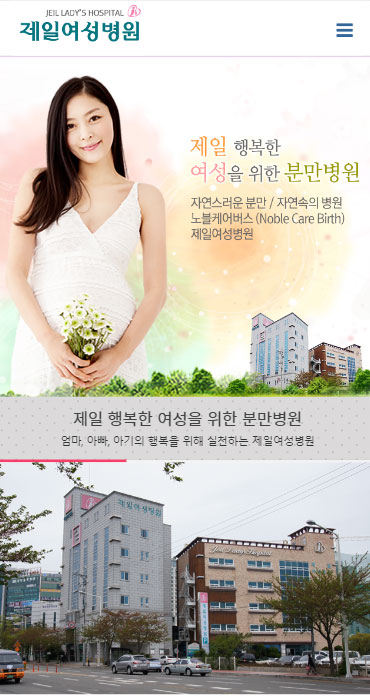 JEIL LADY'S HOSPITAL
제일여성병원
제일 행복한
여성을 위한 분만병원
자연스러운 분만 / 자연속의 병원
노블케어버스 (Noble Care Birth)
제일여성병원
제일 행복한 여성을 위한 분만병원
엄마, 아빠, 아기의 행복을 위해 실천하는 제일여성병원
제일여성병원
Jeil Lady Hospital